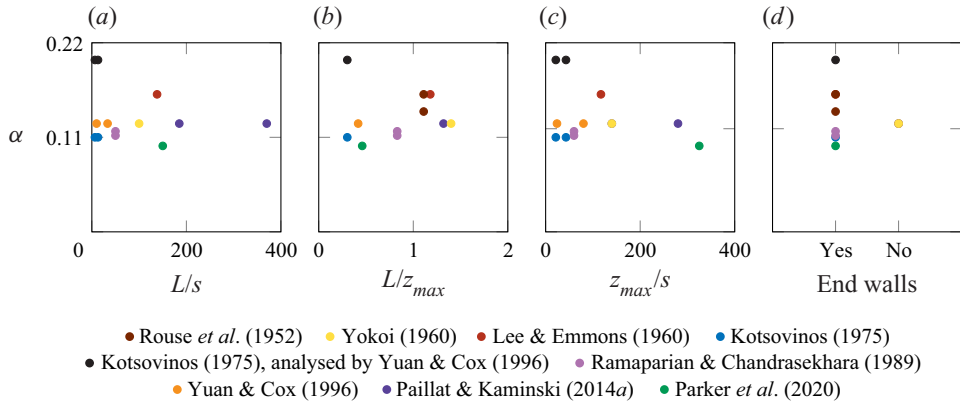 (a) (b) (c) (d)
0.22
α 0.11
0 200 400 0 1 2 0 200 400 Yes No
L/s L/z_max z_max/s End walls
Rouse et al. (1952) Yokoi (1960) Lee & Emmons (1960) Kotsovinos (1975)
Kotsovinos (1975), analysed by Yuan & Cox (1996) Ramaparian & Chandrasekhara (1989)
Yuan & Cox (1996) Paillat & Kaminski (2014a) Parker et al. (2020)